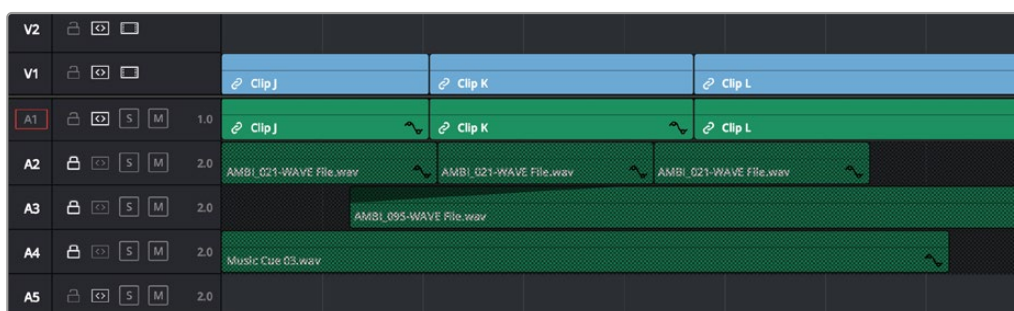 V2
V1 Clip J Clip K Clip L
A1 S M 1.0 Clip J Clip K Clip L
A2 S M 2.0 AMBI_021-WAVE File.wav AMBI_021-WAVE File.wav AMBI_021-WAVE File.wav
A3 S M 2.0 AMBI_095-WAVE File.wav
A4 S M 2.0 Music Cue 03.wav
A5 S M 2.0